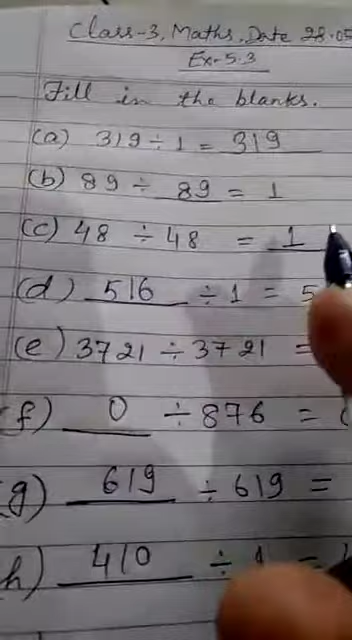 Class-3, Maths, Date 28.05
Ex-5.3
Fill in the blanks.
(a) 319 ÷ 1 = 319
(b) 89 ÷ 89 = 1
(c) 48 ÷ 48 = 1
(d) 516 ÷ 1 = 5
(e) 3721 ÷ 3721 =
(f) 0 ÷ 876 =
(g) 619 ÷ 619 =
(h) 410 ÷ 1 =